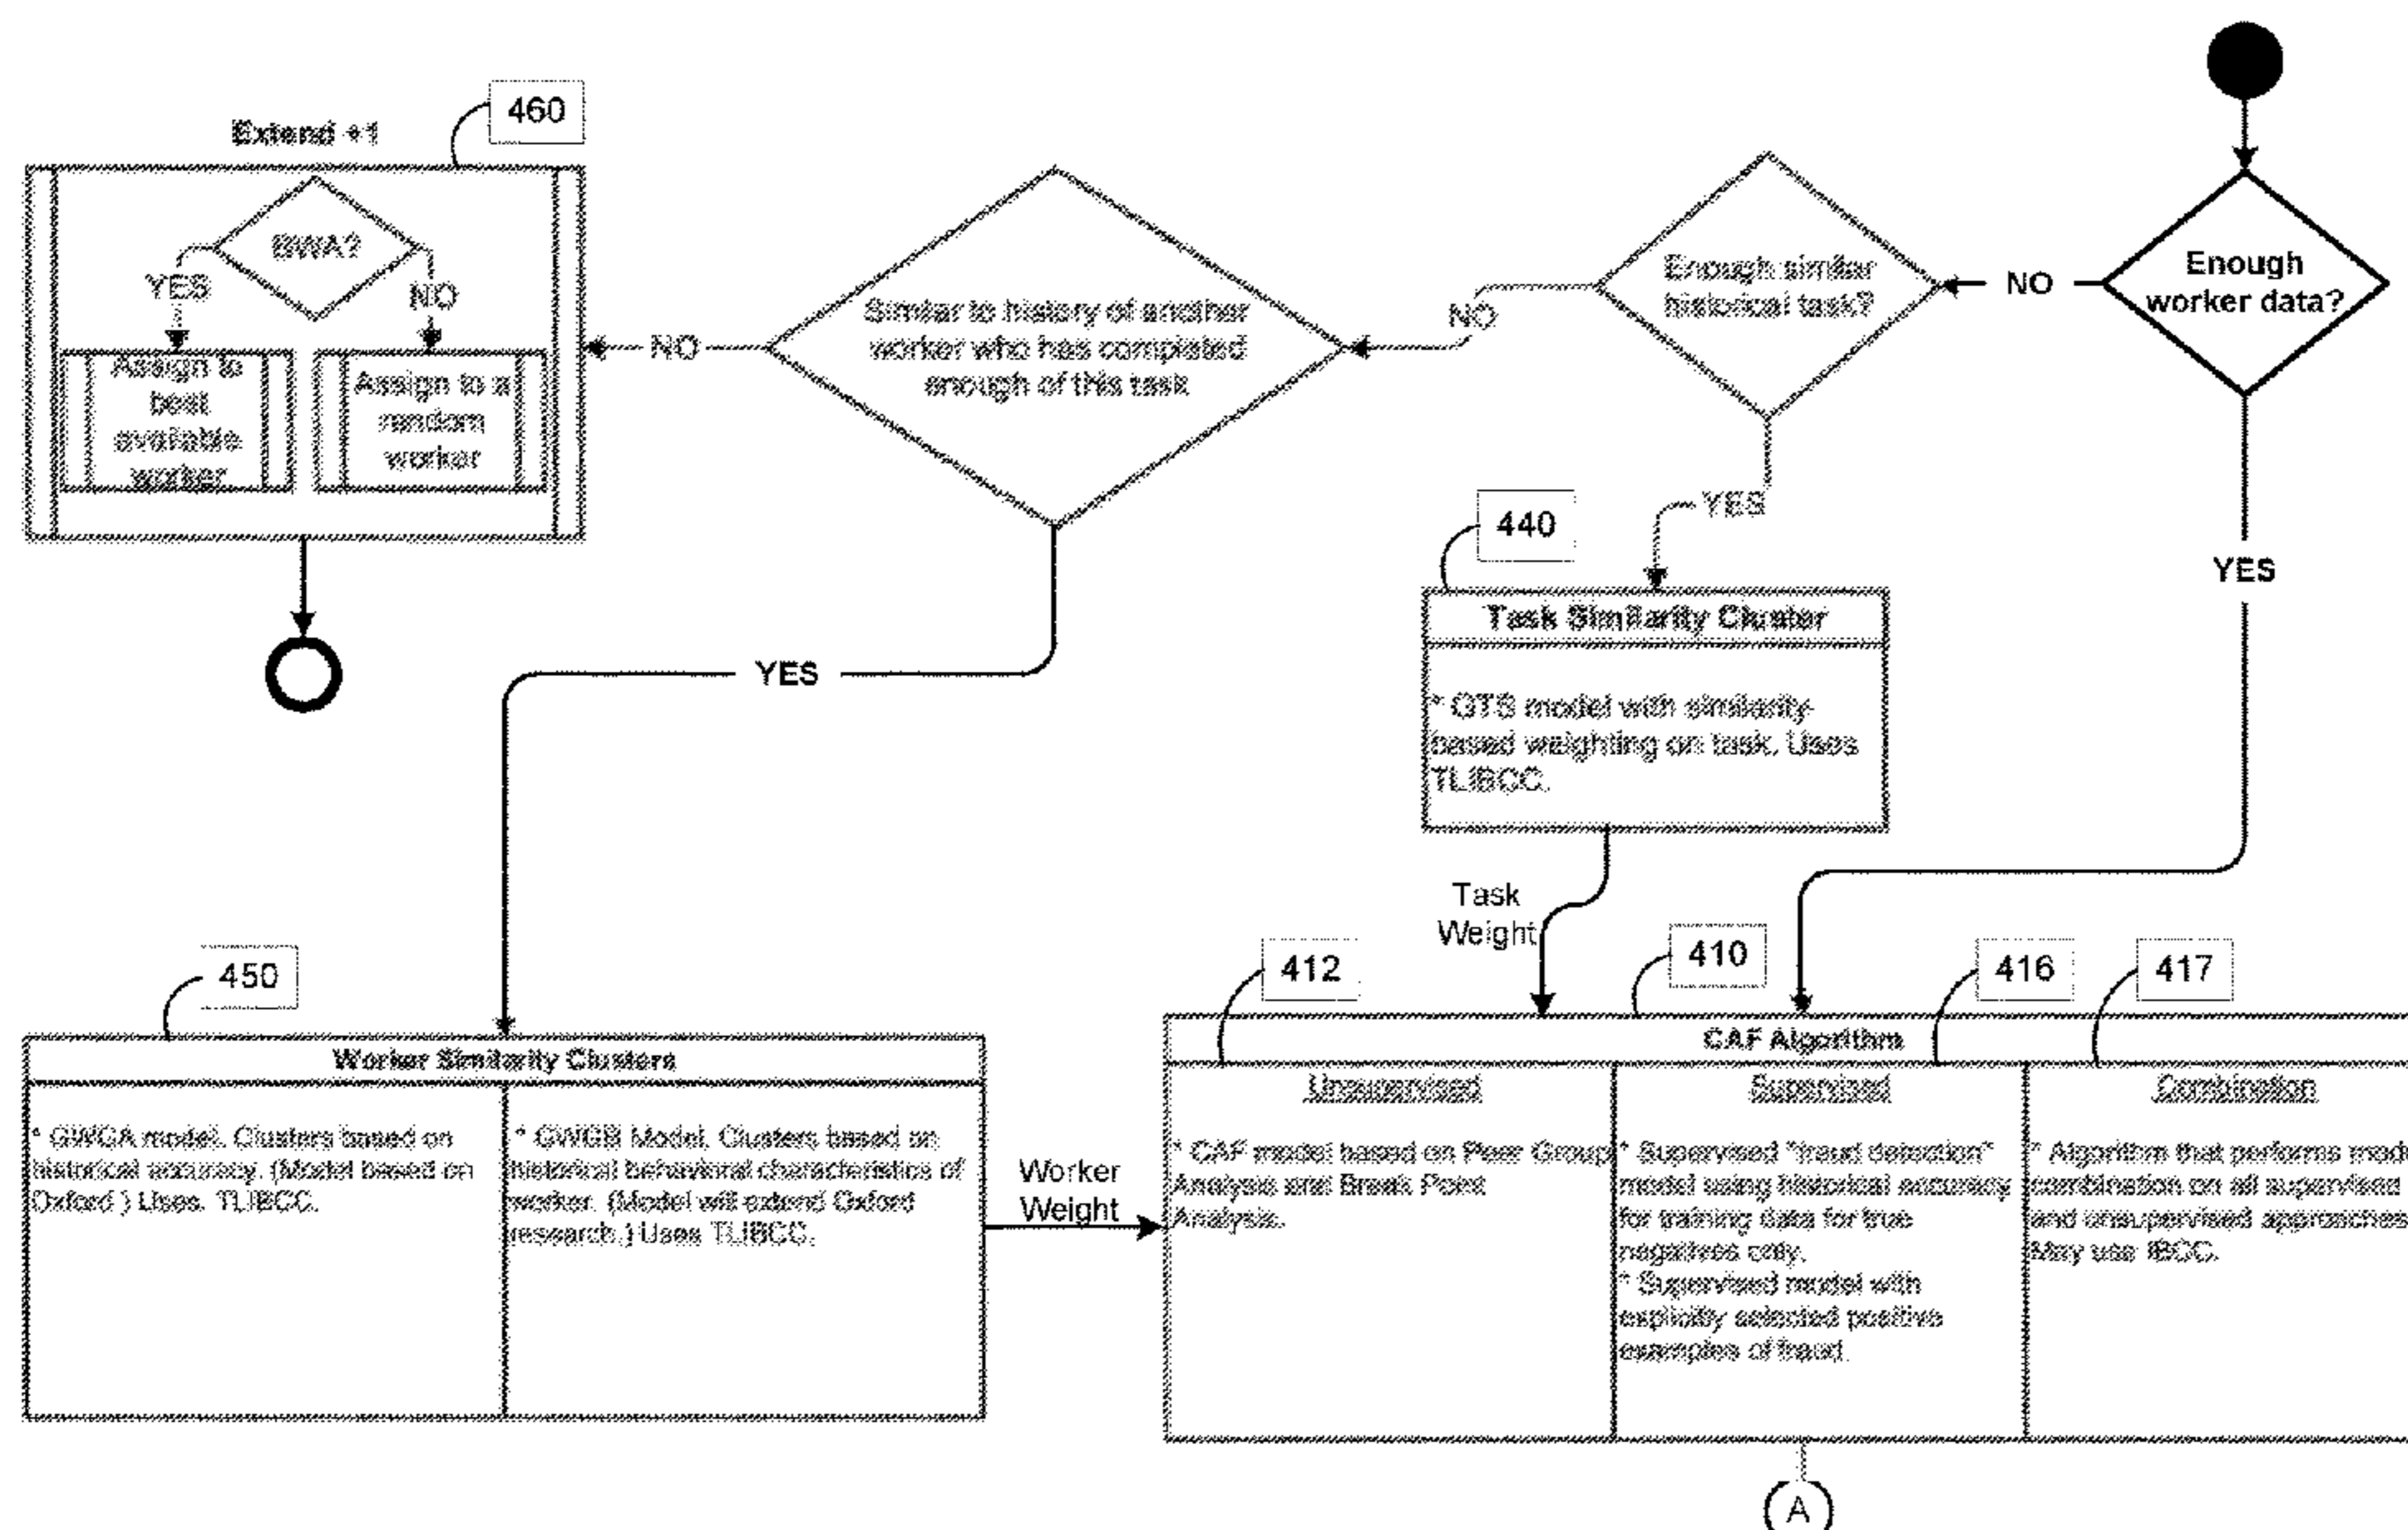 460
Extend +1
BWA?
YES
NO
Assign to
best
available
worker
Assign to a
random
worker
NO
Similar to history of another
worker who has completed
enough of this task
NO
Enough similar
historical task?
NO
Enough
worker data?
YES
YES
440
Task Similarity Cluster
* GTS model with similarity-
based weighting on task. Uses
TLIBCC.
YES
Task
Weight
450
Worker Similarity Clusters
* GWCA model. Clusters based on
historical accuracy. (Model based on
Oxford ) Uses. TLIBCC.
* GWCB Model. Clusters based on
historical behavioral characteristics of
worker. (Model will extend Oxford
research.) Uses TLIBCC.
Worker
Weight
412
410
416
417
CAF Algorithm
Unsupervised
* CAF model based on Peer Group
Analysis and Break Point
Analysis.
Supervised
* Supervised "fraud detection"
model using historical accuracy
for training data for true
negatives only.
* Supervised model with
explicitly selected positive
examples of fraud.
Combination
* Algorithm that performs mode
combination on all supervised
and unsupervised approaches
May use IBCC.
A